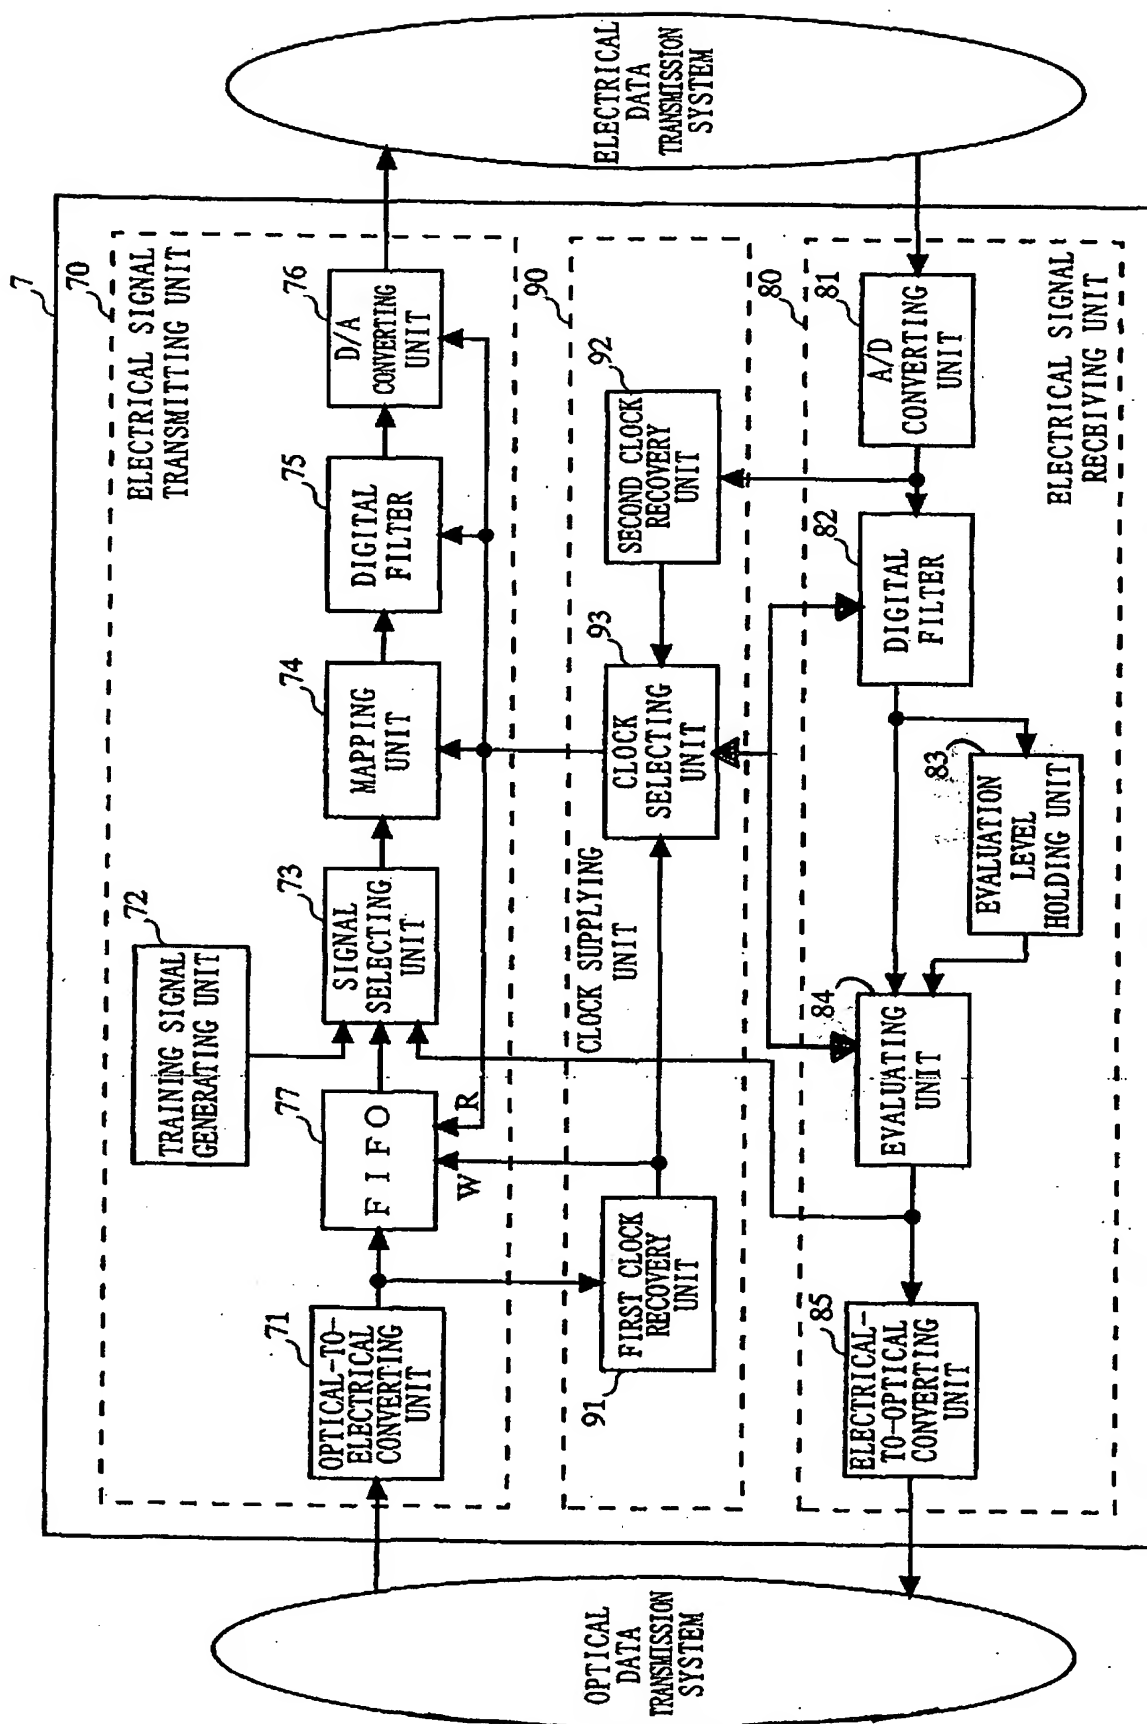 7
70
ELECTRICAL SIGNAL
TRANSMITTING UNIT
72
TRAINING SIGNAL
GENERATING UNIT
71
OPTICAL-TO-
ELECTRICAL
CONVERTING
UNIT
77
F I F O
W
R
73
SIGNAL
SELECTING
UNIT
74
MAPPING
UNIT
75
DIGITAL
FILTER
76
D/A
CONVERTING
UNIT
90
CLOCK SUPPLYING
UNIT
91
FIRST CLOCK
RECOVERY
UNIT
93
CLOCK
SELECTING
UNIT
92
SECOND CLOCK
RECOVERY
UNIT
80
85
ELECTRICAL-
TO-OPTICAL
CONVERTING
UNIT
84
EVALUATING
UNIT
83
EVALUATION
LEVEL
HOLDING UNIT
82
DIGITAL
FILTER
81
A/D
CONVERTING
UNIT
ELECTRICAL SIGNAL
RECEIVING UNIT
OPTICAL
DATA
TRANSMISSION
SYSTEM
ELECTRICAL
DATA
TRANSMISSION
SYSTEM